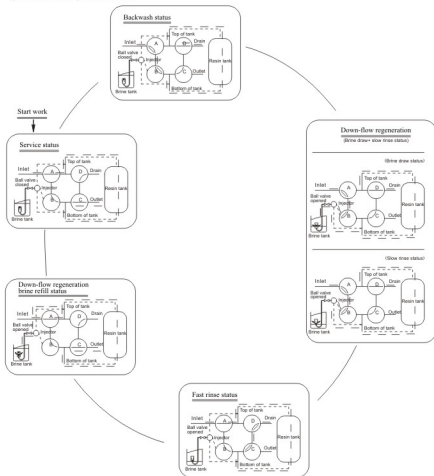 Backwash status
Top of tank
Inlet
A
D
Drain
Ball valve
closed
Injector
Resin tank
B
C
Outlet
Bottom of tank
Brine tank
Start work
Service status
Top of tank
Inlet
A
D
Drain
Ball valve
closed
Injector
Resin tank
B
C
Outlet
Bottom of tank
Brine tank
Down-flow regeneration
(Brine draw+ slow rinse status)
(Brine draw status)
Top of tank
Inlet
A
D
Drain
Ball valve
opened
Injector
Resin tank
B
C
Outlet
Bottom of tank
Brine tank
(Slow rinse status)
Top of tank
Inlet
A
D
Drain
Ball valve
opened
Injector
Resin tank
B
C
Outlet
Bottom of tank
Brine tank
Down-flow regeneration
brine refill status
Top of tank
Inlet
A
D
Drain
Ball valve
opened
Injector
Resin tank
B
C
Outlet
Bottom of tank
Brine tank
Fast rinse status
Top of tank
Inlet
A
D
Drain
Ball valve
opened
Injector
Resin tank
B
C
Outlet
Bottom of tank
Brine tank